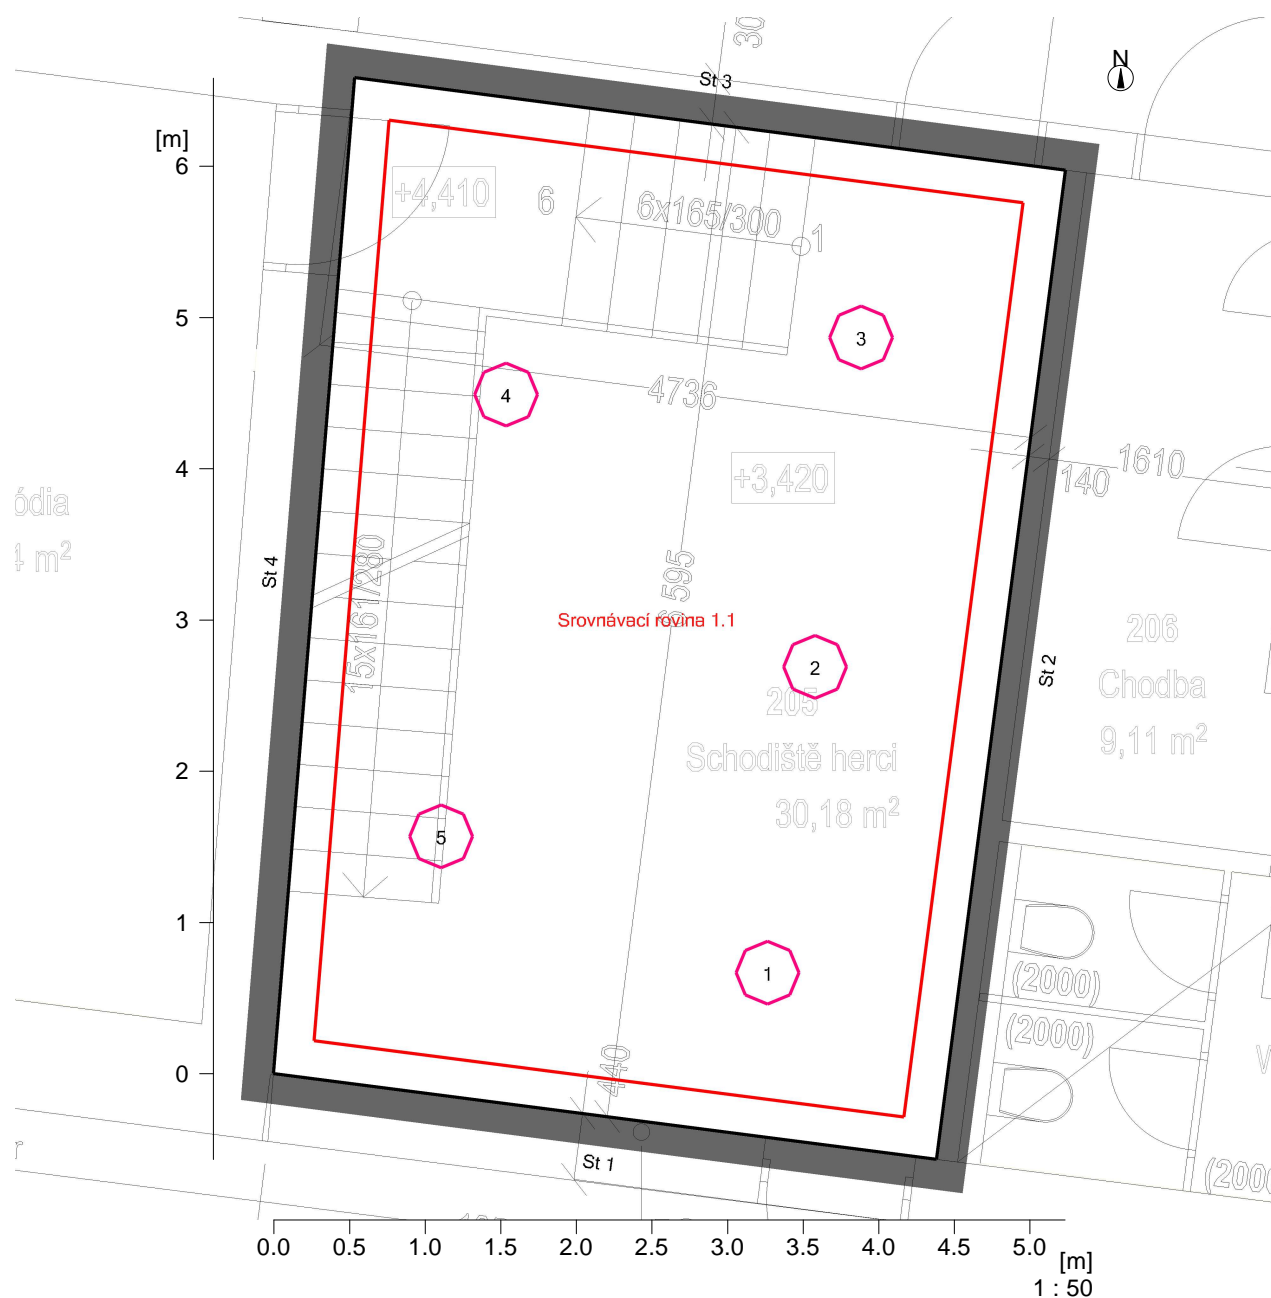 30
St 3
N
[m]
6
+4,410
6
6x165/300
1
5
3
4
4736
4
+3,420
1610
140
ódia
m²
St 4
15x161/280
6 595
3
Srovnávací rovina 1.1
206
Chodba
9,11 m²
2
St 2
205
Schodiště herci
30,18 m²
2
5
1
1
(2000)
(2000)
0
440
St 1
(200
0.0 0.5 1.0 1.5 2.0 2.5 3.0 3.5 4.0 4.5 5.0
[m]
1 : 50